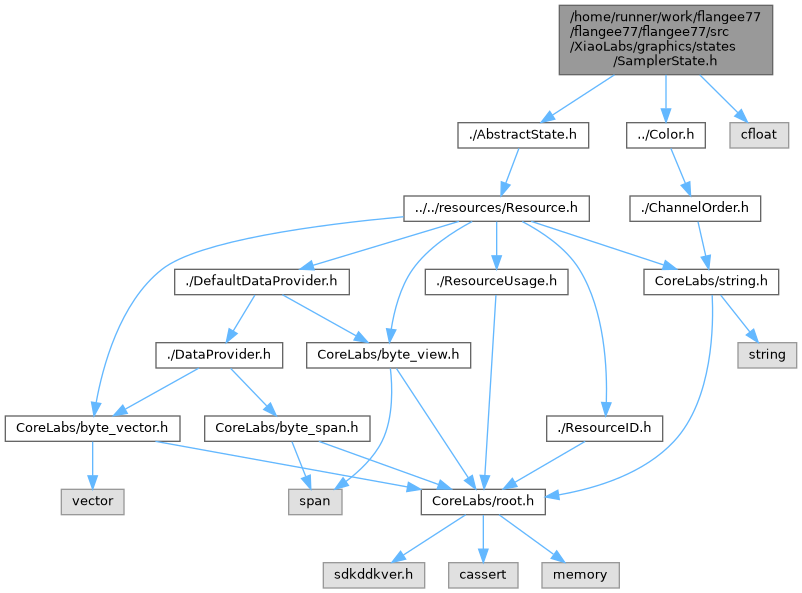 /home/runner/work/flangee77
/flangee77/flangee77/src
/XiaoLabs/graphics/states
/SamplerState.h
./AbstractState.h
../Color.h
cfloat
../../resources/Resource.h
./ChannelOrder.h
./DefaultDataProvider.h
./ResourceUsage.h
CoreLabs/string.h
./DataProvider.h
CoreLabs/byte_view.h
string
CoreLabs/byte_vector.h
CoreLabs/byte_span.h
./ResourceID.h
vector
span
CoreLabs/root.h
sdkddkver.h
cassert
memory